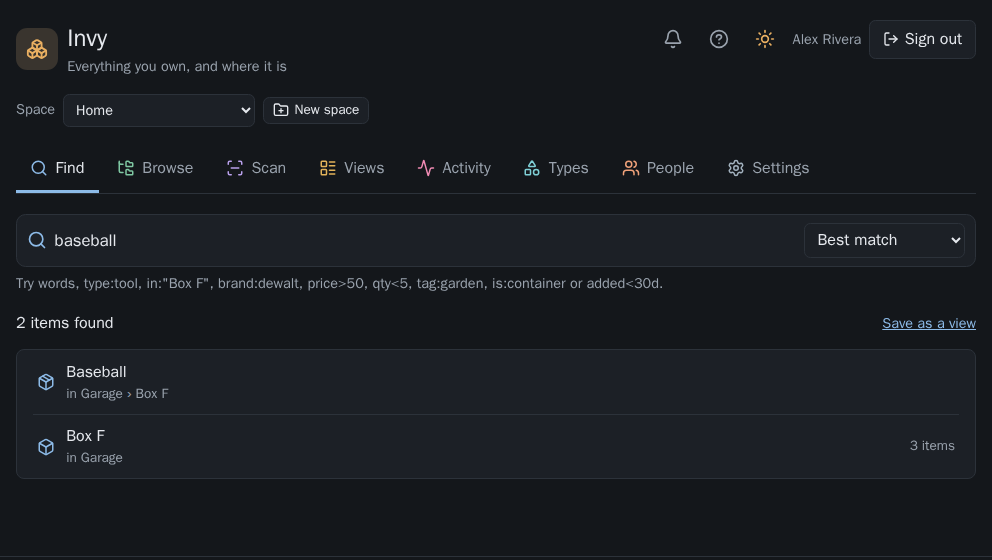 Invy
Everything you own, and where it is
Alex Rivera
Sign out
Space
Home
New space
Find
Browse
Scan
Views
Activity
Types
People
Settings
baseball
Best match
Try words, type:tool, in:"Box F", brand:dewalt, price>50, qty<5, tag:garden, is:container or added<30d.
2 items found
Save as a view
Baseball
in Garage › Box F
Box F
in Garage
3 items